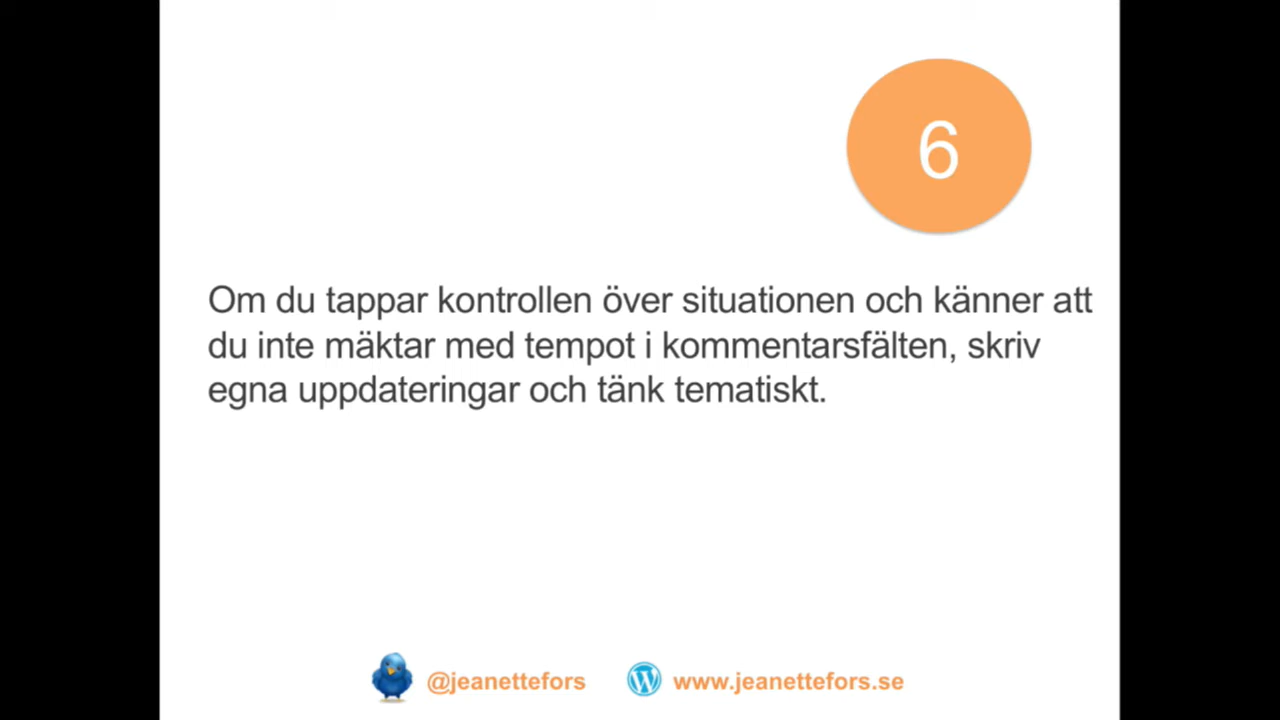 6
Om du tappar kontrollen över situationen och känner att
du inte mäktar med tempot i kommentarsfälten, skriv
egna uppdateringar och tänk tematiskt.
@jeanettefors www.jeanettefors.se